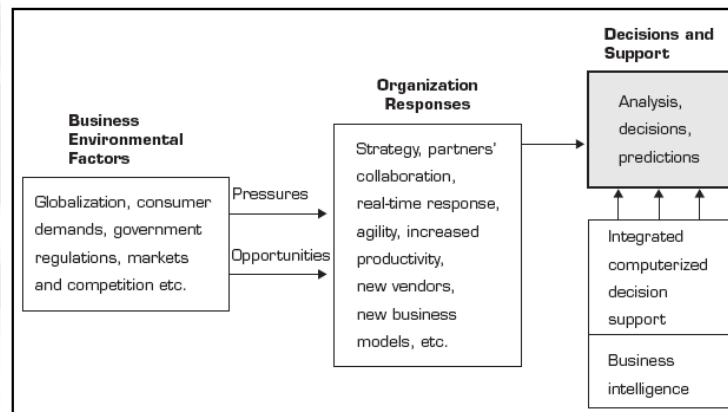 Business
Environmental
Factors
Globalization, consumer
demands, government
regulations, markets
and competition etc.
Pressures
Opportunities
Organization
Responses
Strategy, partners'
collaboration,
real-time response,
agility, increased
productivity,
new vendors,
new business
models, etc.
Decisions and
Support
Analysis,
decisions,
predictions
Integrated
computerized
decision
support
Business
intelligence